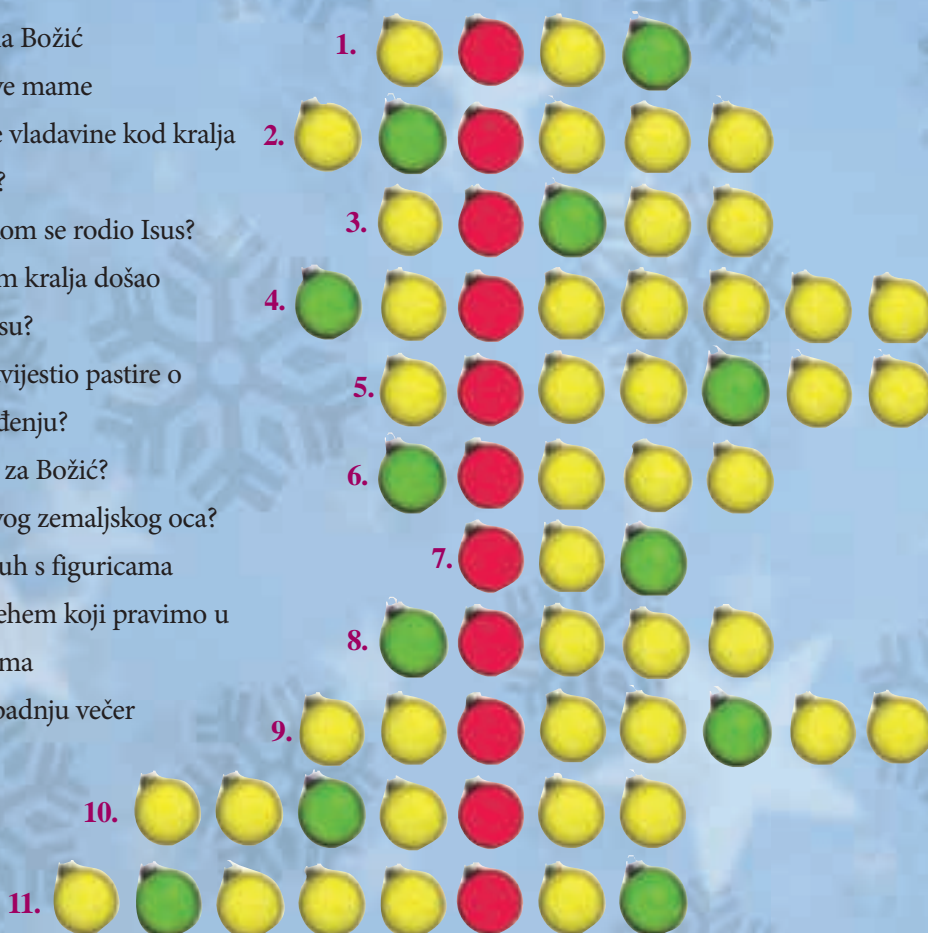 a Božić
ve mame
e vladavine kod kralja
?
kom se rodio Isus?
m kralja došao
su?
vijestio pastire o
đenju?
za Božić?
vog zemaljskog oca?
uh s figuricama
ehem koji pravimo u
ma
badnju večer
1.
2.
3.
4.
5.
6.
7.
8.
9.
10.
11.